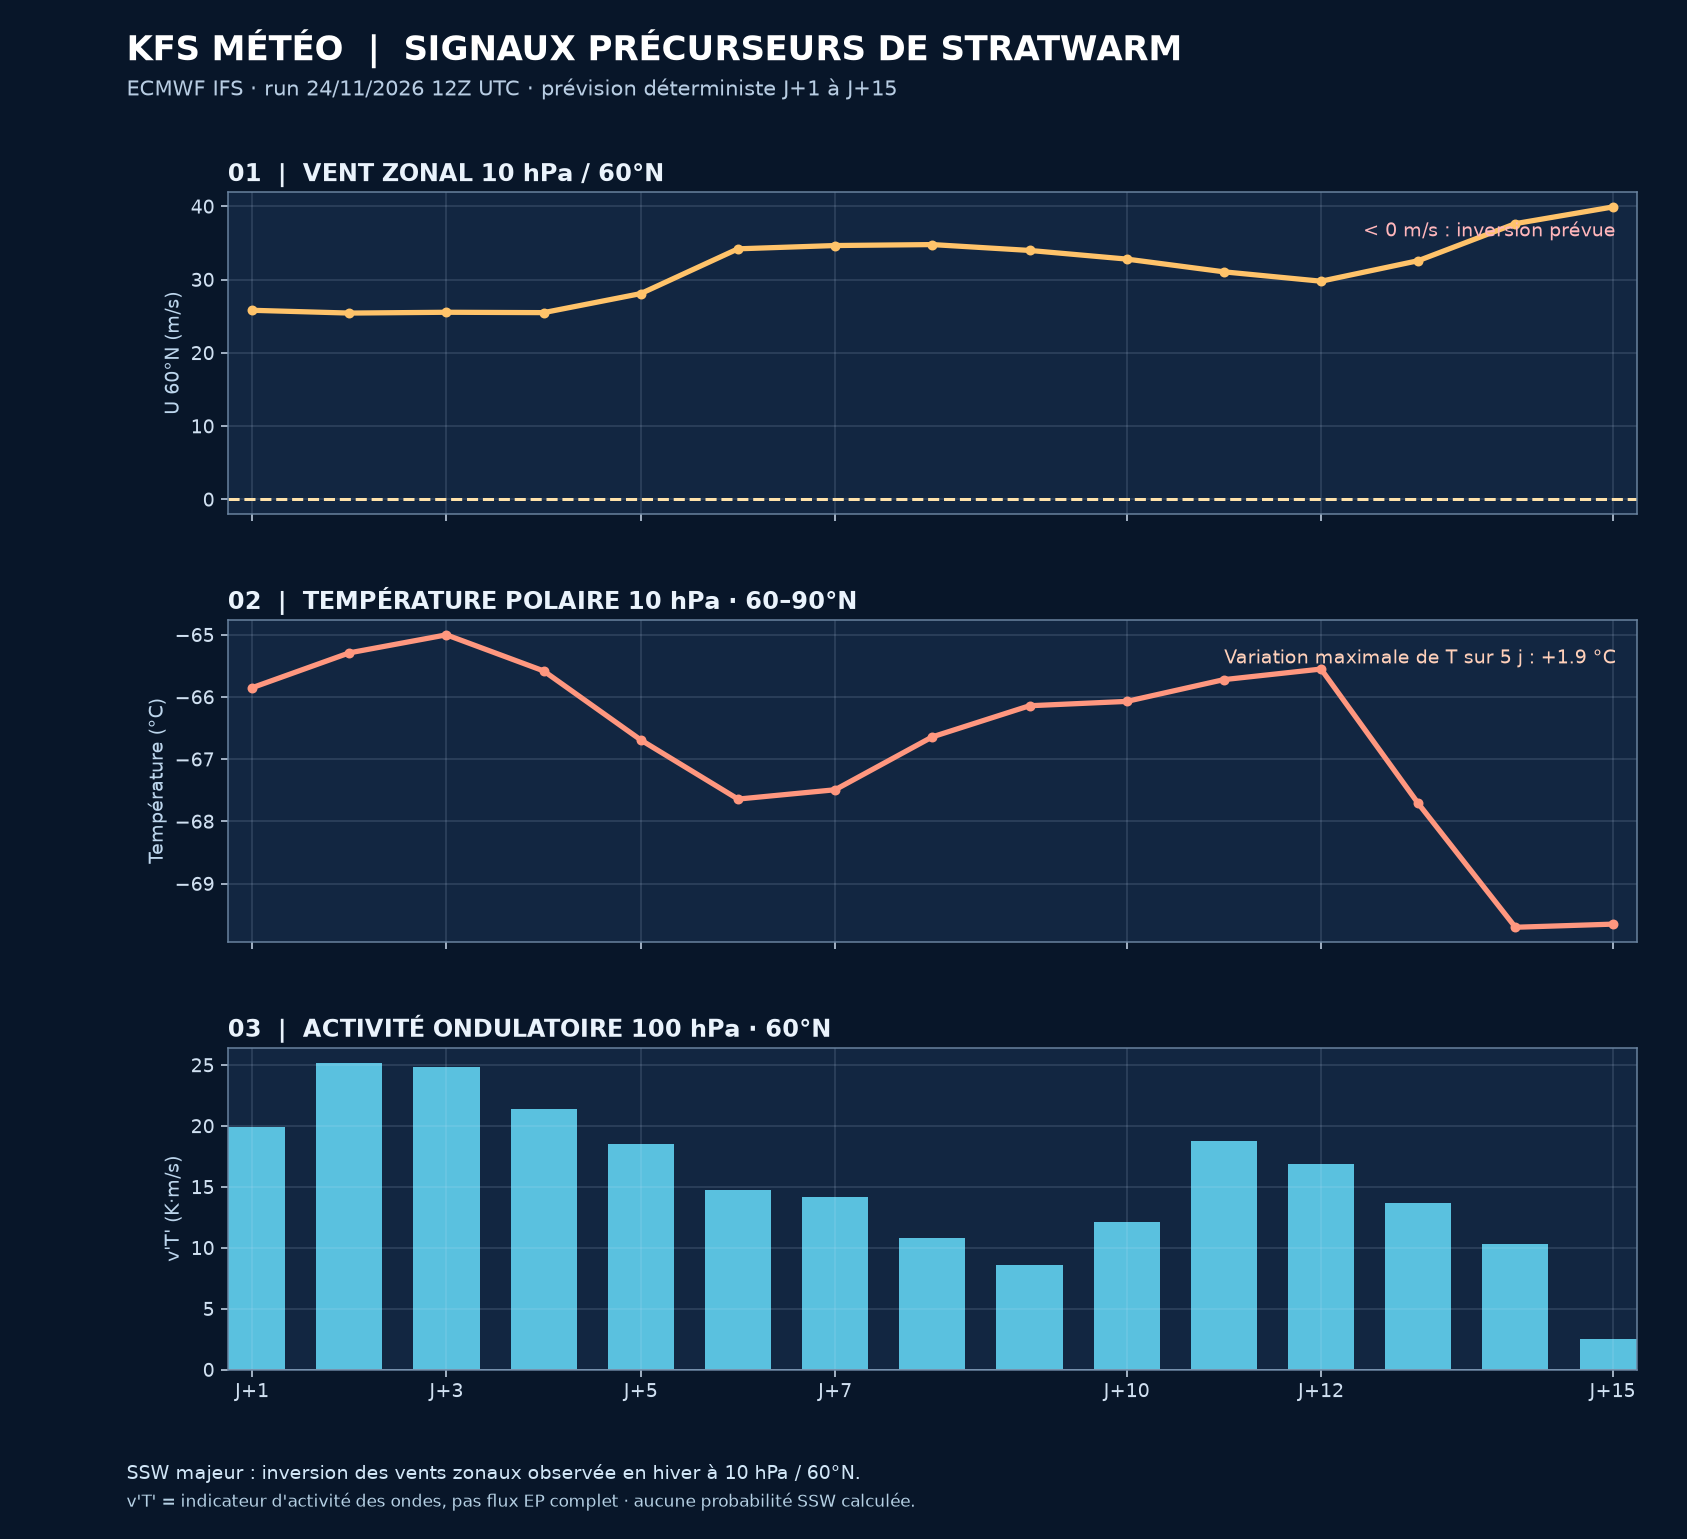 KFS MÉTÉO | SIGNAUX PRÉCURSEURS DE STRATWARM
ECMWF IFS · run 24/11/2026 12Z UTC · prévision déterministe J+1 à J+15
01 | VENT ZONAL 10 hPa / 60°N
< 0 m/s : inversion prévue
U 60°N (m/s)
40
30
20
10
0
02 | TEMPÉRATURE POLAIRE 10 hPa · 60–90°N
Variation maximale de T sur 5 j : +1.9 °C
Température (°C)
−65
−66
−67
−68
−69
03 | ACTIVITÉ ONDULATOIRE 100 hPa · 60°N
v'T' (K·m/s)
25
20
15
10
5
0
J+1 J+3 J+5 J+7 J+10 J+12 J+15
SSW majeur : inversion des vents zonaux observée en hiver à 10 hPa / 60°N.
v'T' = indicateur d'activité des ondes, pas flux EP complet · aucune probabilité SSW calculée.